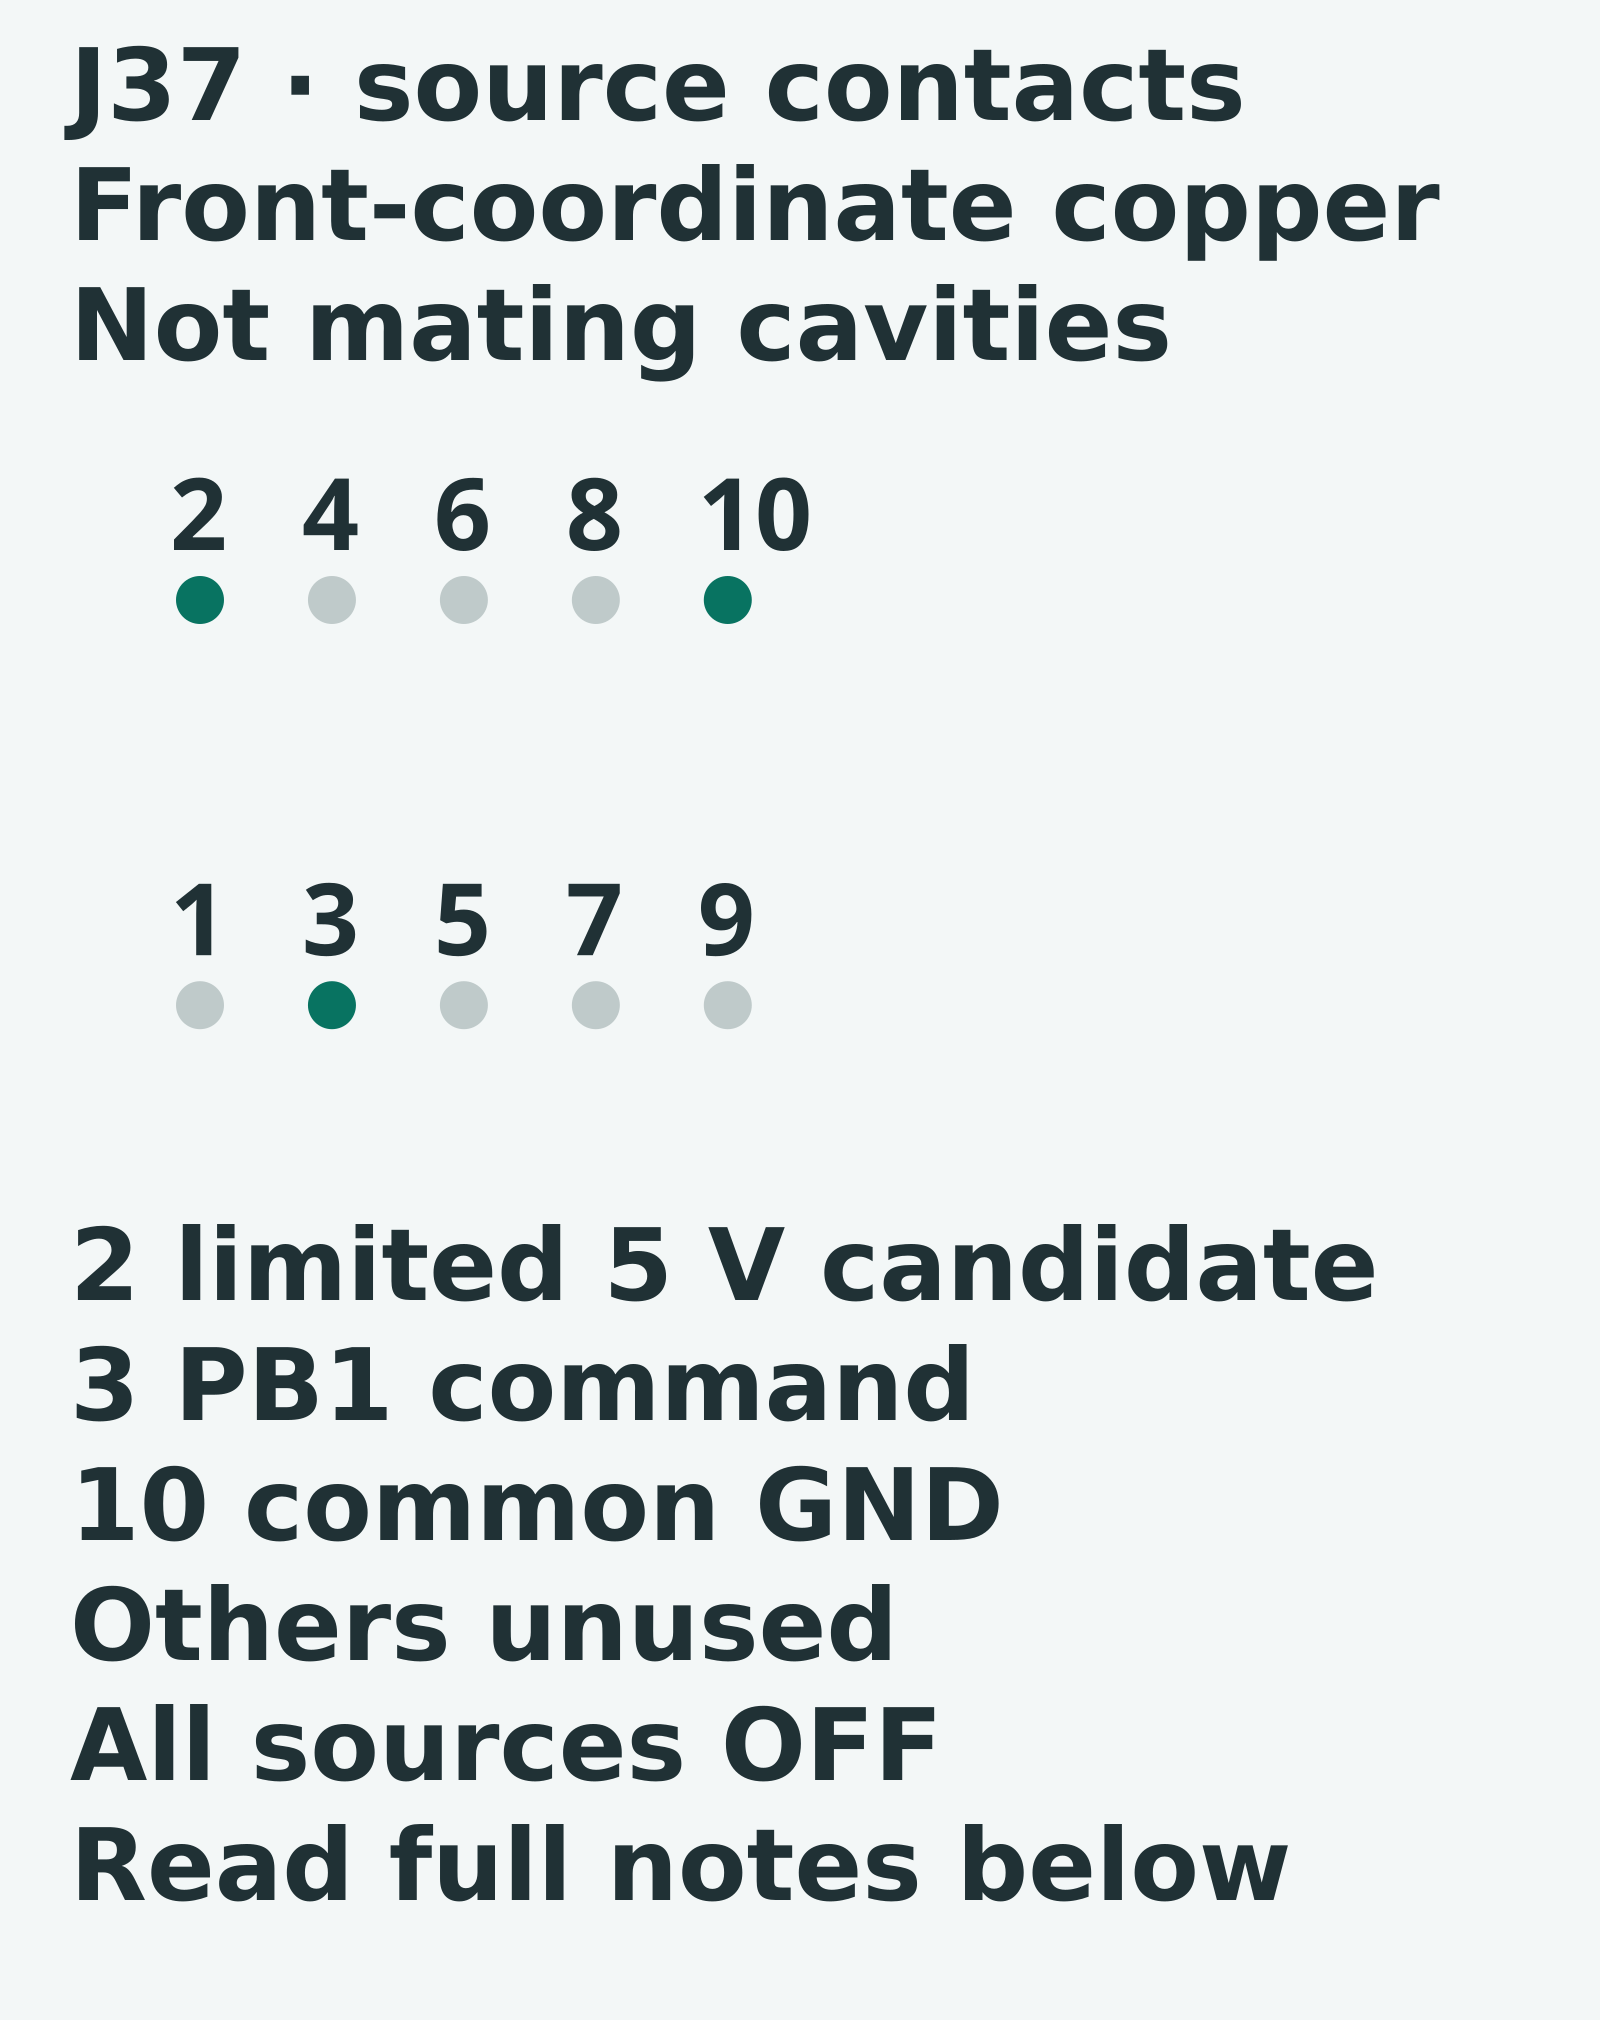 J37 · source contacts
Front-coordinate copper
Not mating cavities
2 4 6 8 10
1 3 5 7 9
2 limited 5 V candidate
3 PB1 command
10 common GND
Others unused
All sources OFF
Read full notes below